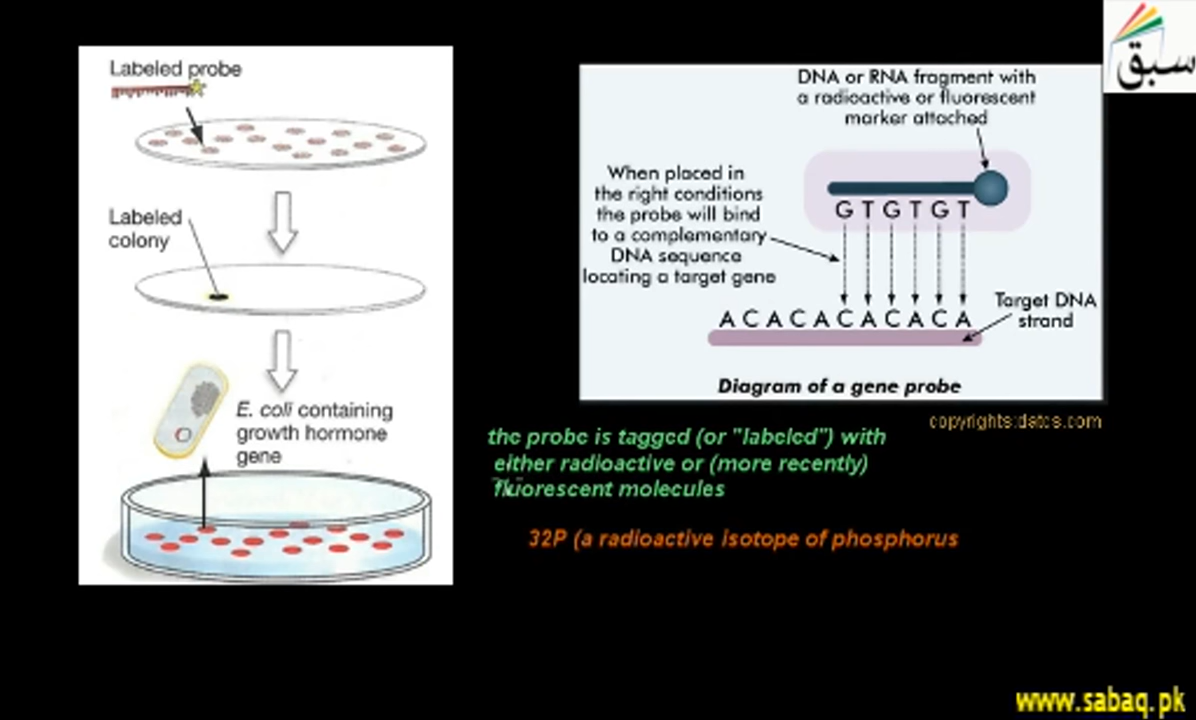 Labeled probe
Labeled
colony
E. coli containing
growth hormone
gene
سبق
DNA or RNA fragment with
a radioactive or fluorescent
marker attached
When placed in
the right conditions
the probe will bind
to a complementary
DNA sequence
locating a target gene
G T G T G T
A C A C A C A C A C A
Target DNA
strand
Diagram of a gene probe
copyrights:datcs.com
the probe is tagged (or "labeled") with
either radioactive or (more recently)
fluorescent molecules
32P (a radioactive isotope of phosphorus
www.sabaq.pk